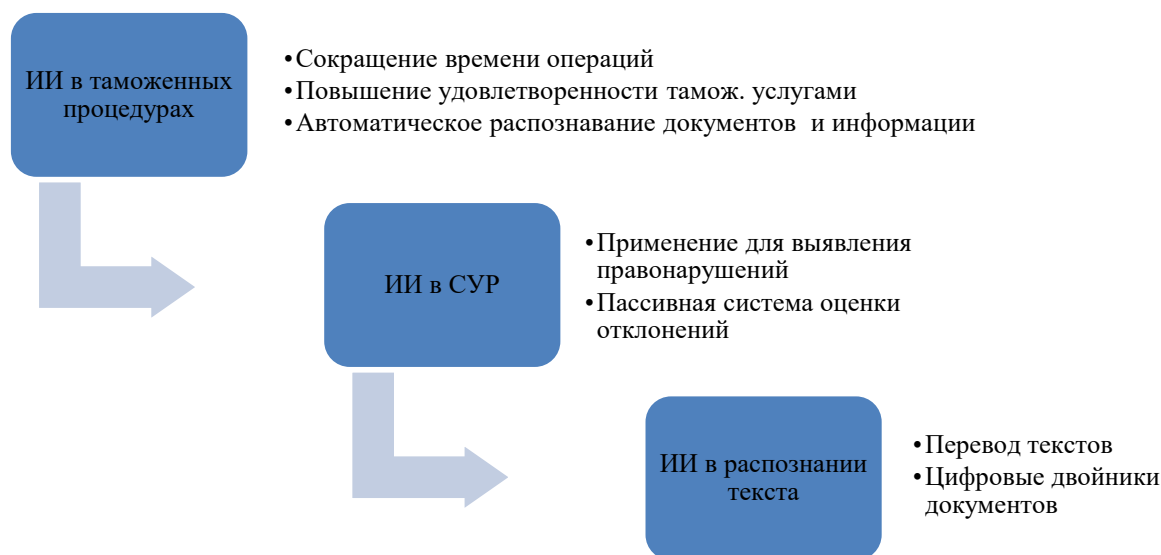 ИИ в таможенных
процедурах
•Сокращение времени операций
•Повышение удовлетворенности тамож. услугами
•Автоматическое распознавание документов и информации
ИИ в СУР
•Применение для выявления
правонарушений
•Пассивная система оценки
отклонений
ИИ в распознании
текста
•Перевод текстов
•Цифровые двойники
документов